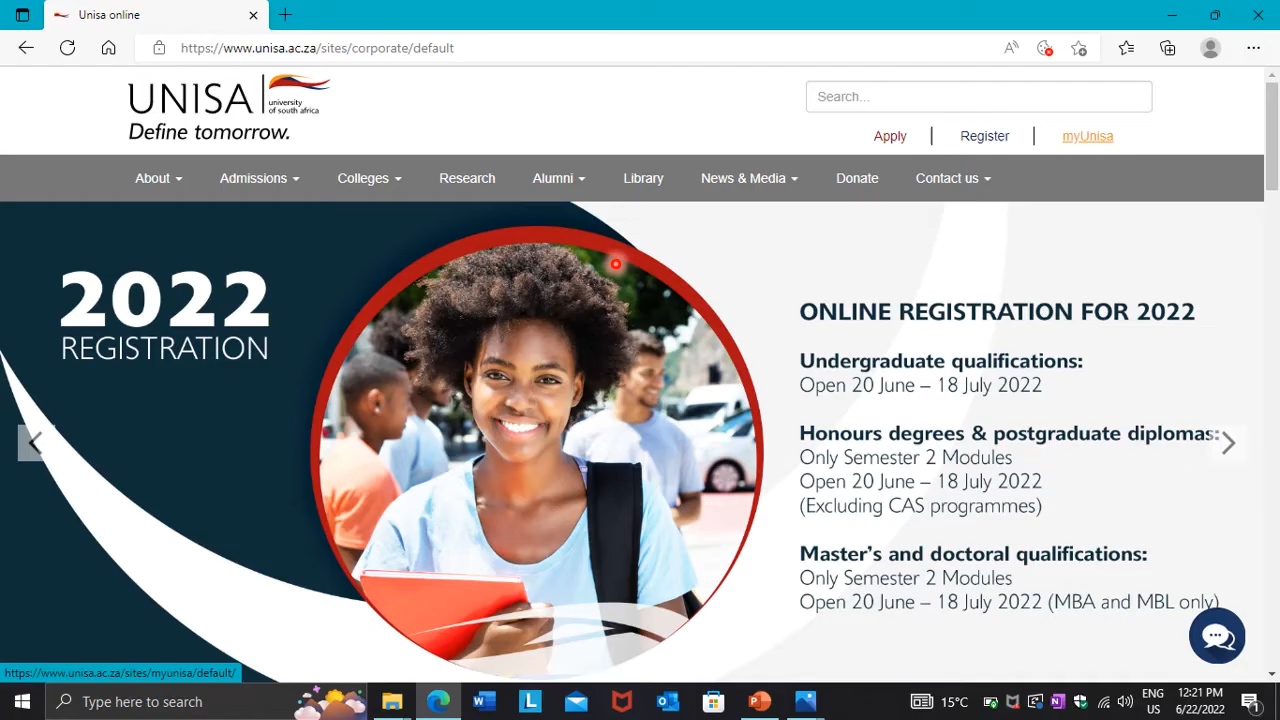 Unisa online
https://www.unisa.ac.za/sites/corporate/default
UNISA
university
of south africa
Define tomorrow.
Search...
Apply
Register
myUnisa
About
Admissions
Colleges
Research
Alumni
Library
News & Media
Donate
Contact us
2022
REGISTRATION
ONLINE REGISTRATION FOR 2022
Undergraduate qualifications:
Open 20 June – 18 July 2022
Honours degrees & postgraduate diplomas:
Only Semester 2 Modules
Open 20 June – 18 July 2022
(Excluding CAS programmes)
Master's and doctoral qualifications:
Only Semester 2 Modules
Open 20 June – 18 July 2022 (MBA and MBL only)
https://www.unisa.ac.za/sites/myunisa/default/
Type here to search
15°C
ENG
US
12:21 PM
6/22/2022
1